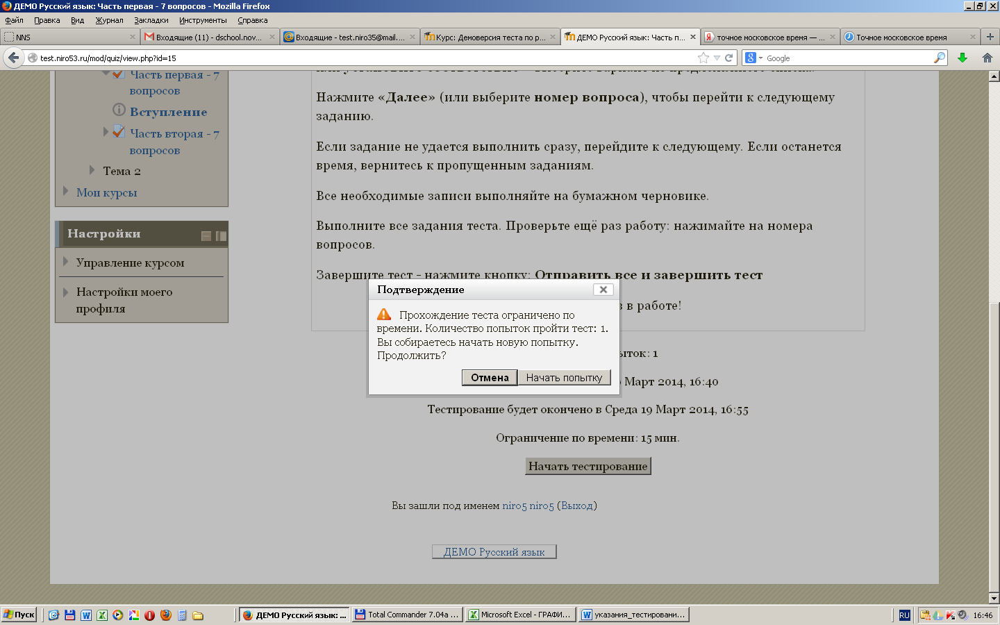 ДЕМО Русский язык: Часть первая - 7 вопросов - Mozilla Firefox
Файл Правка Вид Журнал Закладки Инструменты Справка
NNS
Входящие (11) - dschool.nov...
Входящие - test.niro35@mail....
Курс: Демоверсия теста по р...
ДЕМО Русский язык: Часть п...
точное московское время — ...
Точное московское время
test.niro53.ru/mod/quiz/view.php?id=15
Google
Часть первая - 7
вопросов
Вступление
Часть вторая - 7
вопросов
Тема 2
Мои курсы
Настройки
Управление курсом
Настройки моего
профиля
Нажмите «Далее» (или выберите номер вопроса), чтобы перейти к следующему
заданию.
Если задание не удается выполнить сразу, перейдите к следующему. Если останется
время, вернитесь к пропущенным заданиям.
Все необходимые записи выполняйте на бумажном черновике.
Выполните все задания теста. Проверьте ещё раз работу: нажимайте на номера
вопросов.
Завершите тест - нажмите кнопку: Отправить все и завершить тест
в работе!
Подтверждение
Прохождение теста ограничено по
времени. Количество попыток пройти тест: 1.
Вы собираетесь начать новую попытку.
Продолжить?
Отмена
Начать попытку
ыток: 1
Март 2014, 16:40
Тестирование будет окончено в Среда 19 Март 2014, 16:55
Ограничение по времени: 15 мин.
Начать тестирование
Вы зашли под именем niro5 niro5 (Выход)
ДЕМО Русский язык
Пуск
ДЕМО Русский язык: ...
Total Commander 7.04a ...
Microsoft Excel - ГРАФИ...
указания_тестировани...
RU
16:46